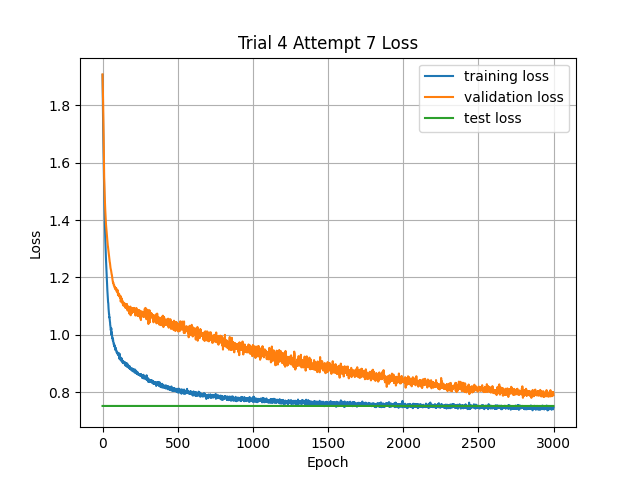 Trial 4 Attempt 7 Loss
training loss
validation loss
test loss
1.8
1.6
1.4
1.2
1.0
0.8
Loss
0 500 1000 1500 2000 2500 3000
Epoch